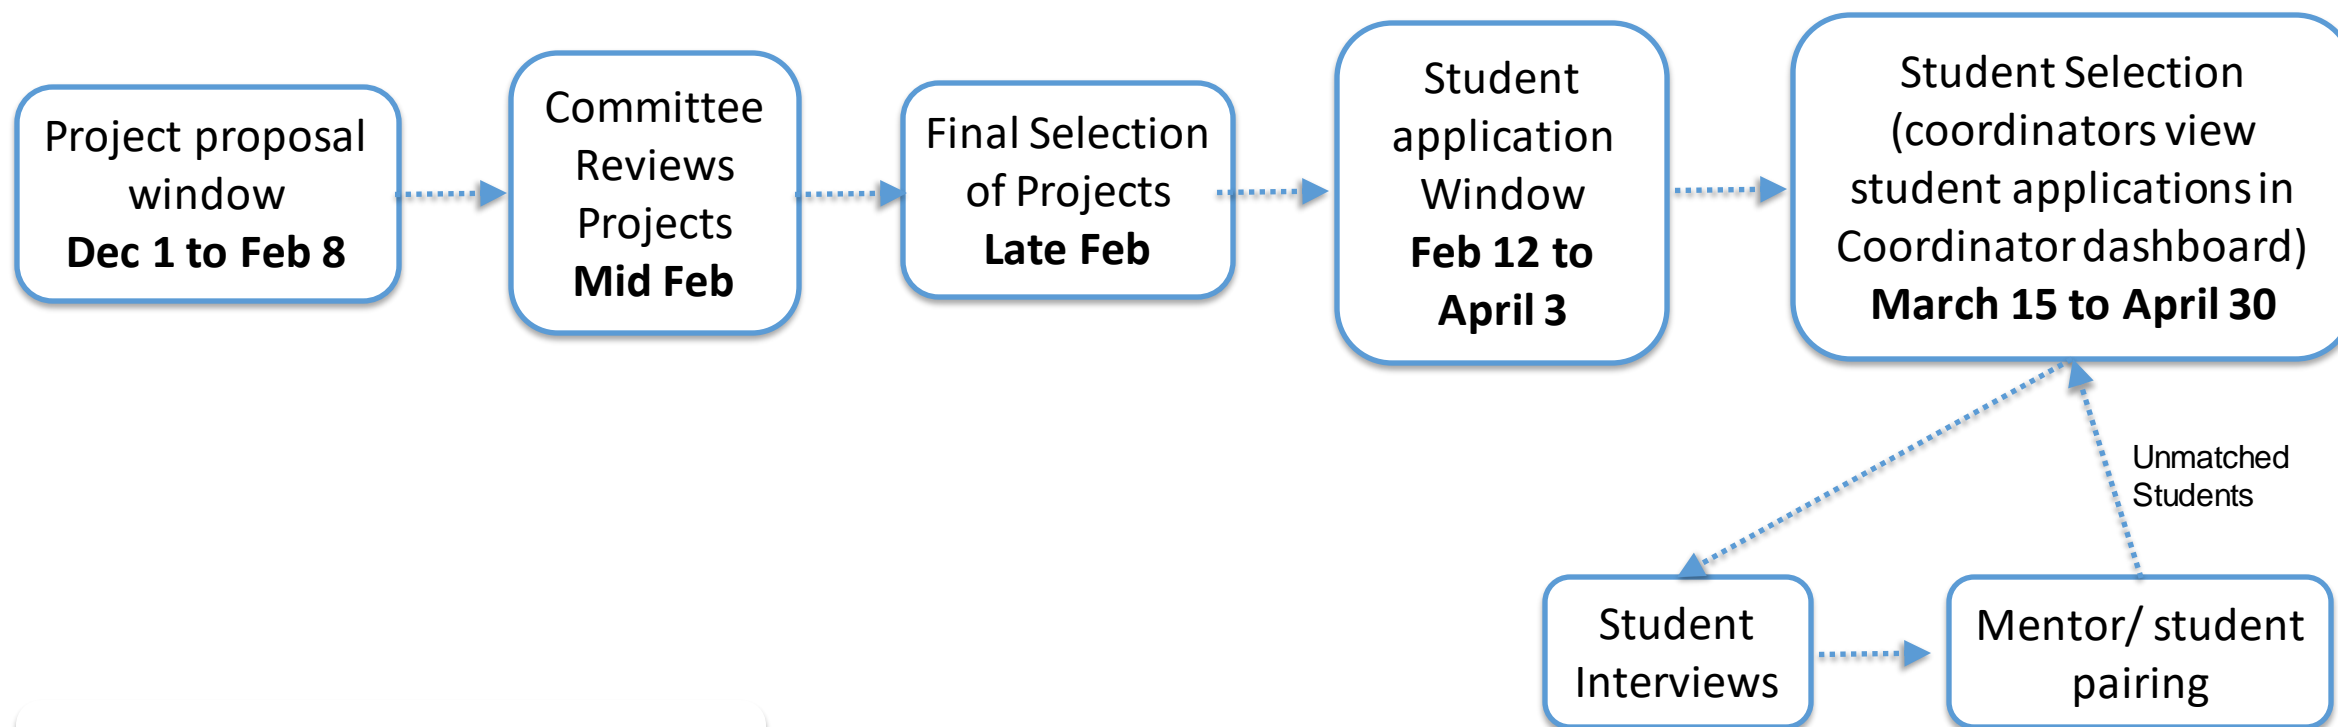 Project proposal
window
Dec 1 to Feb 8
Committee
Reviews
Projects
Mid Feb
Final Selection
of Projects
Late Feb
Student
application
Window
Feb 12 to
April 3
Student Selection
(coordinators view
student applications in
Coordinator dashboard)
March 15 to April 30
Unmatched
Students
Student
Interviews
Mentor/ student
pairing